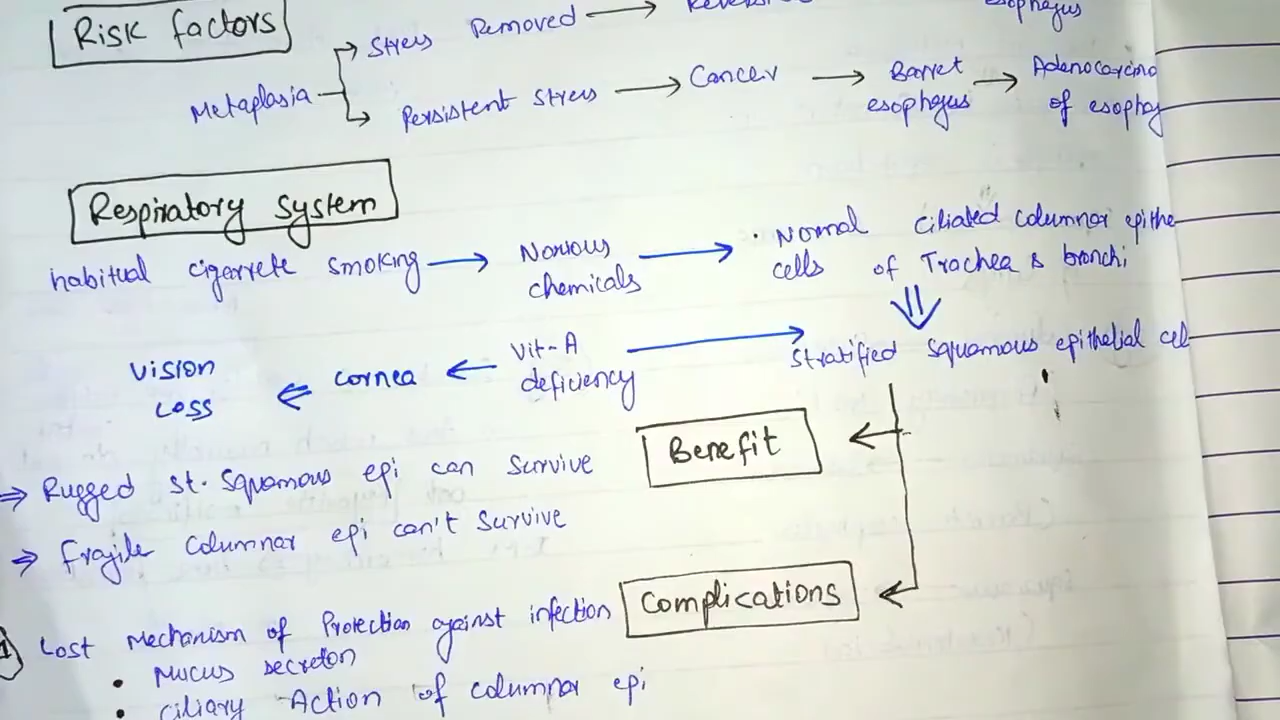 Risk factors
esophagus
Stress Removed →
Metaplasia
Persistent Stress → Cancer → Barret esophagus → Adenocarcino of esophag
Respiratory System
habitual cigarrete smoking → Noxious chemicals → Normal ciliated columnar epithe
cells of Trachea & bronchi
⇓
Vision Loss ⇐ cornea ← Vit-A deficiency → Stratified squamous epithelial cel
Benefit ←
⇒ Rugged st. squamous epi can survive
⇒ fragile columnar epi can't survive
Complications ←
1 Lost mechanism of Protection against infection
• Mucus secreton
• ciliary Action of columnar epi